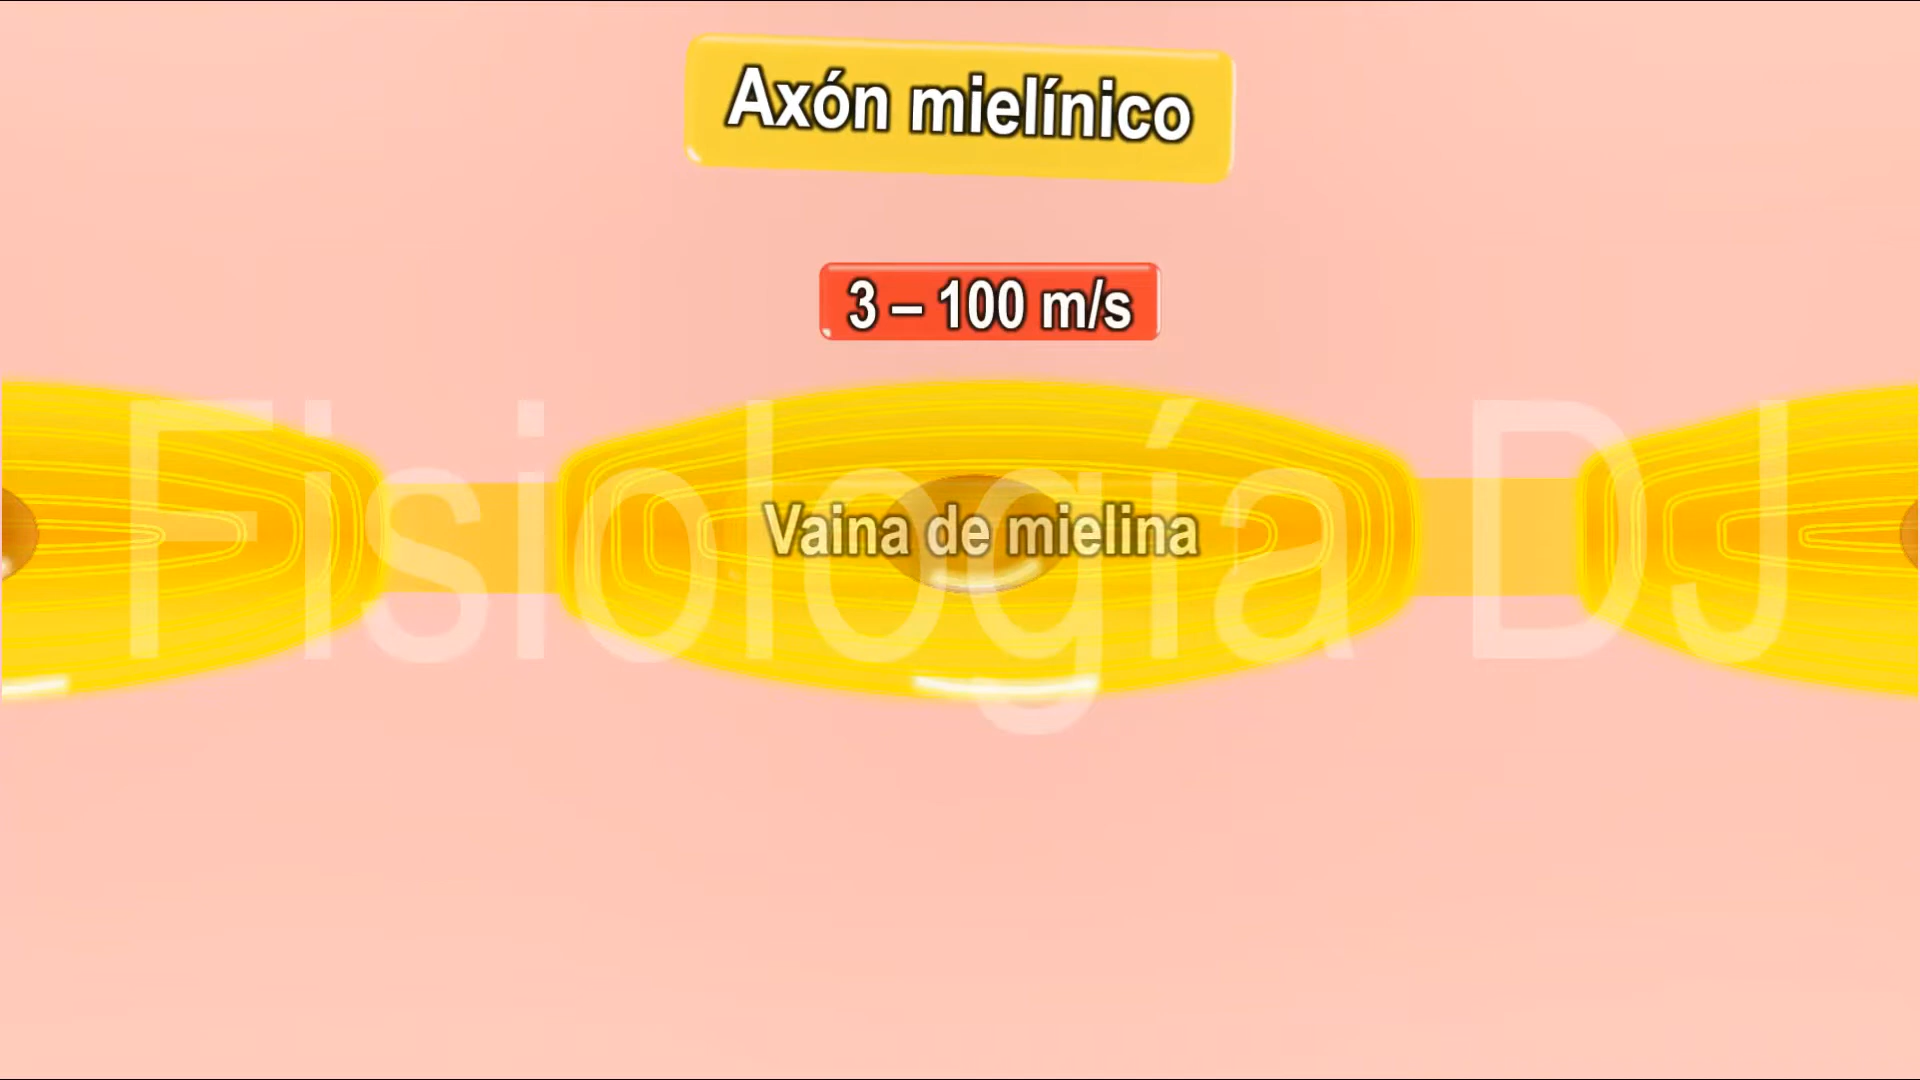 Axón mielínico
3 – 100 m/s
Vaina de mielina
Fisiología DJ